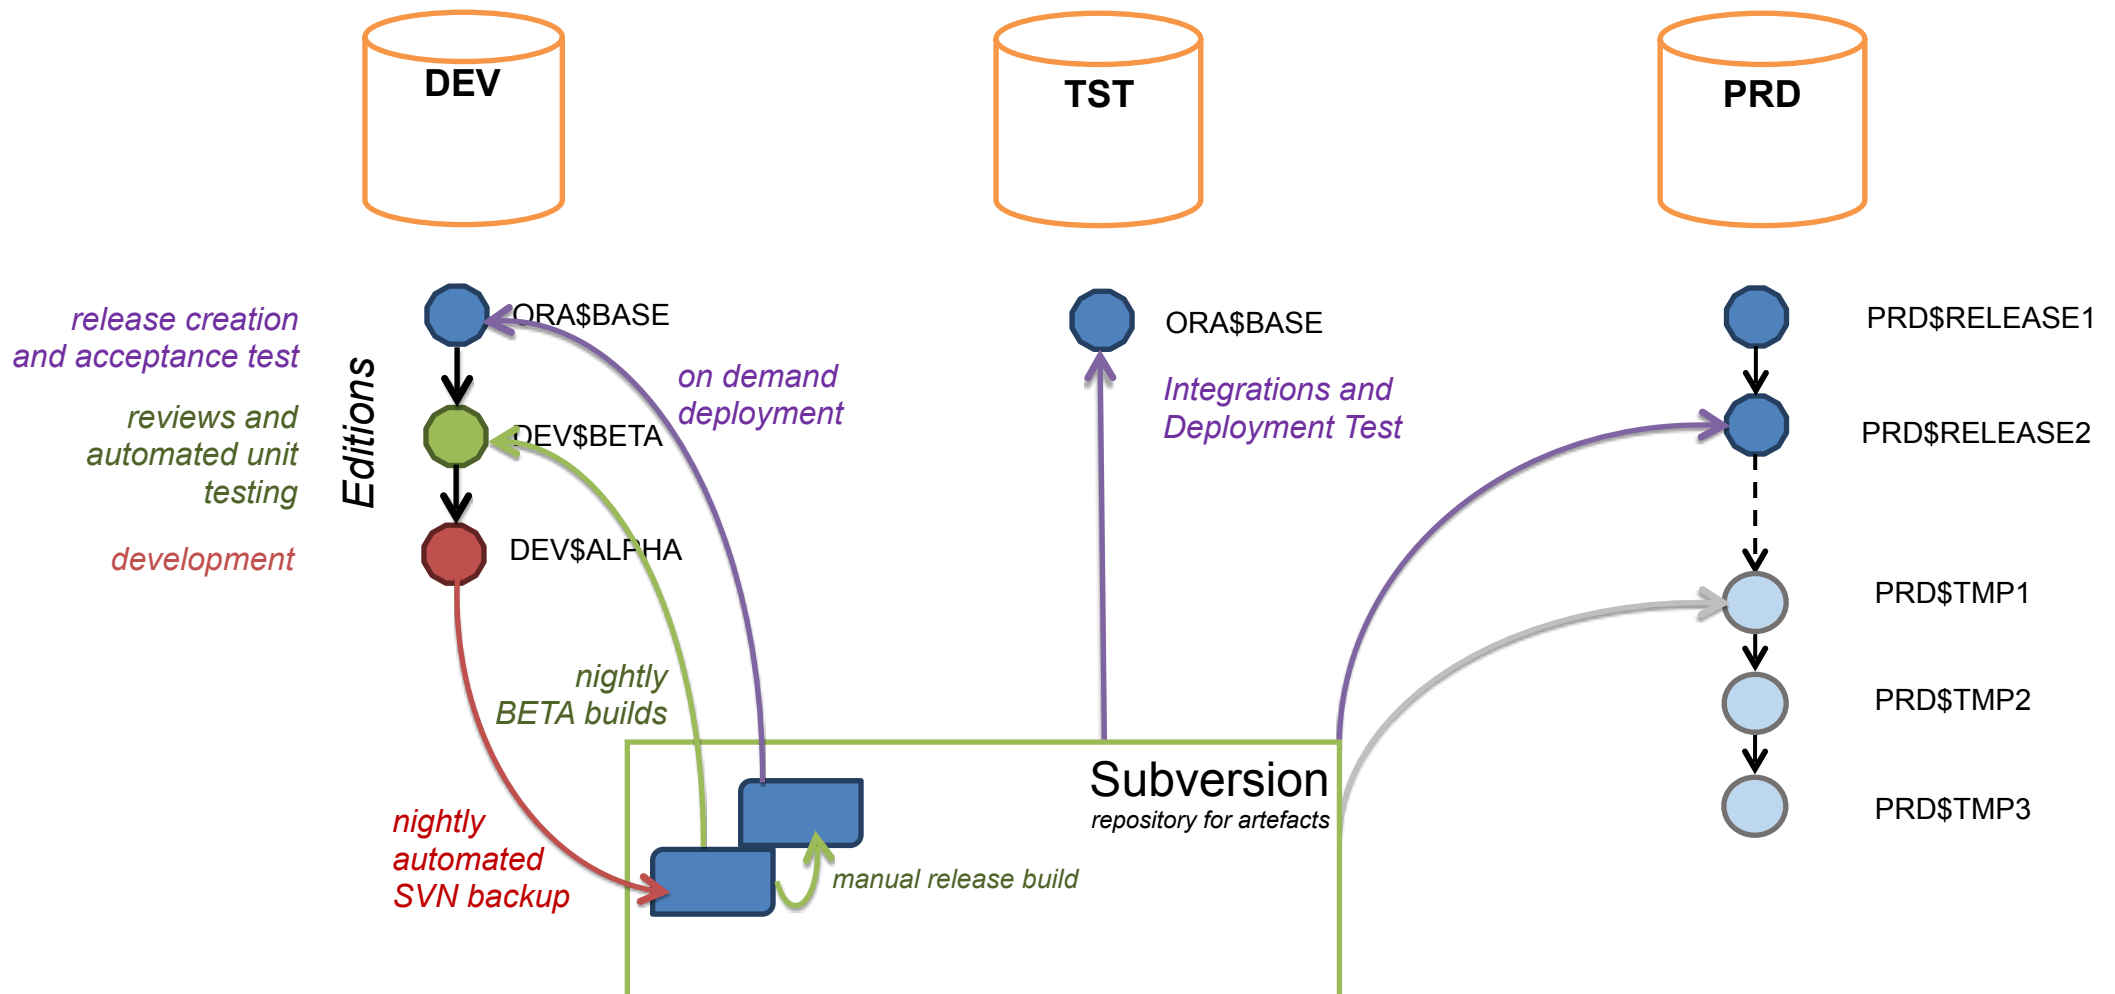 DEV
TST
PRD
ORA$BASE
ORA$BASE
PRD$RELEASE1
release creation
and acceptance test
Editions
on demand
deployment
Integrations and
Deployment Test
reviews and
automated unit
testing
DEV$BETA
PRD$RELEASE2
development
DEV$ALPHA
PRD$TMP1
nightly
BETA builds
PRD$TMP2
Subversion
repository for artefacts
PRD$TMP3
nightly
automated
SVN backup
manual release build